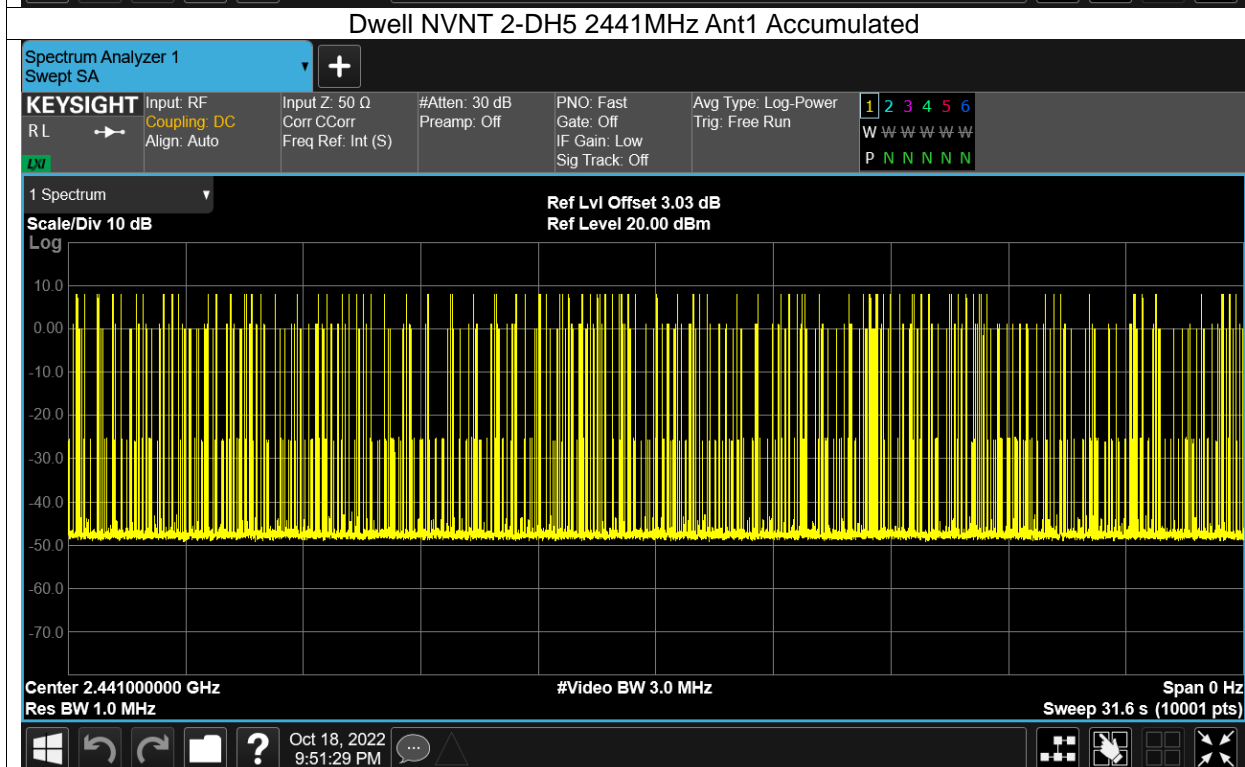 Dwell NVNT 2-DH5 2441MHz Ant1 Accumulated
Spectrum Analyzer 1
Swept SA
KEYSIGHT
R L
LXI
Input: RF
Coupling: DC
Align: Auto
Input Z: 50 Ω
Corr CCorr
Freq Ref: Int (S)
#Atten: 30 dB
Preamp: Off
PNO: Fast
Gate: Off
IF Gain: Low
Sig Track: Off
Avg Type: Log-Power
Trig: Free Run
1 2 3 4 5 6
W W W W W W
P N N N N N
1 Spectrum
Scale/Div 10 dB
Log
Ref Lvl Offset 3.03 dB
Ref Level 20.00 dBm
10.0
0.00
-10.0
-20.0
-30.0
-40.0
-50.0
-60.0
-70.0
Center 2.441000000 GHz
Res BW 1.0 MHz
#Video BW 3.0 MHz
Span 0 Hz
Sweep 31.6 s (10001 pts)
?
Oct 18, 2022
9:51:29 PM